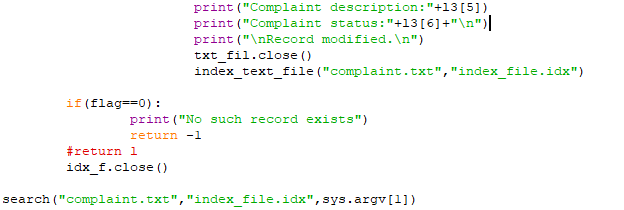 print("Complaint description:"+l3[5])
print("Complaint status:"+l3[6]+"\n")
print("\nRecord modified.\n")
txt_fil.close()
index_text_file("complaint.txt","index_file.idx")
if(flag==0):
print("No such record exists")
return -1
#return 1
idx_f.close()
search("complaint.txt","index_file.idx",sys.argv[1])